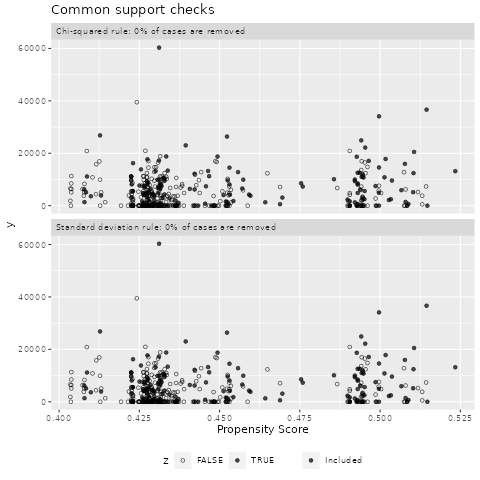 Common support checks
Chi-squared rule: 0% of cases are removed
60000
40000
20000
0
y
Standard deviation rule: 0% of cases are removed
60000
40000
20000
0
0.400 0.425 0.450 0.475 0.500 0.525
Propensity Score
z FALSE TRUE Included